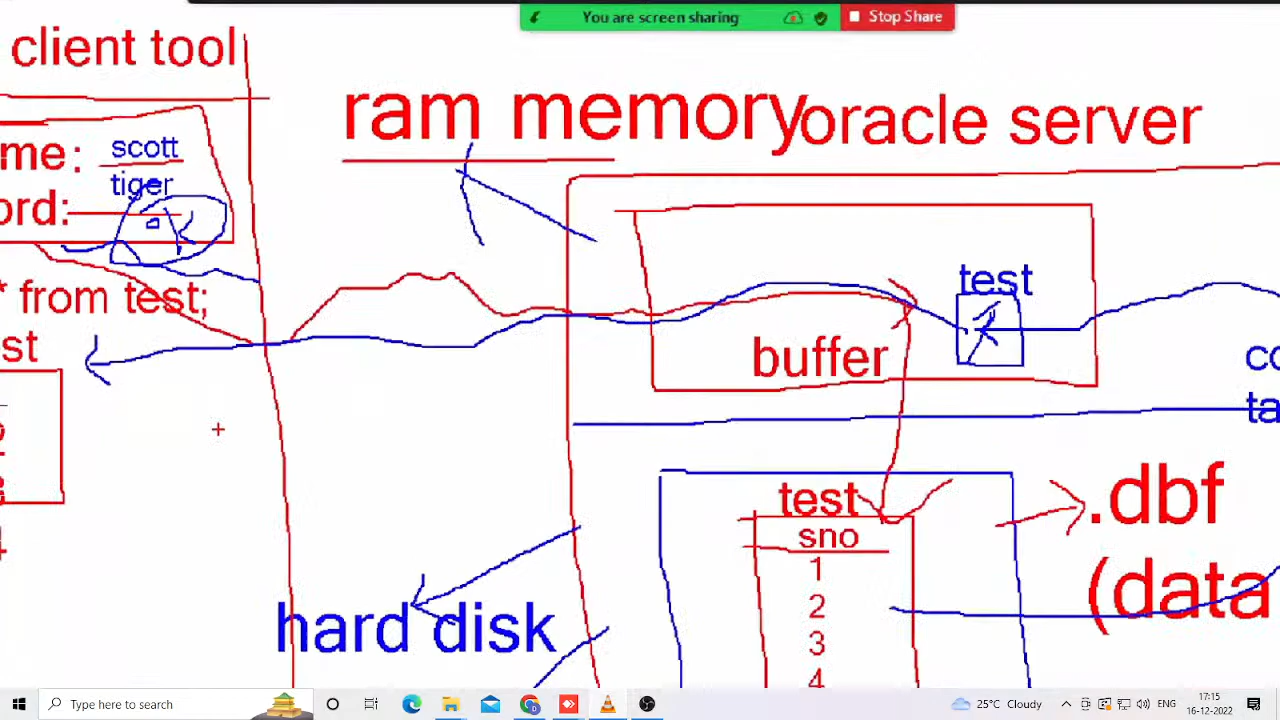 You are screen sharing
Stop Share
client tool
ram memory
oracle server
me:
scott
tiger
ord:
* from test;
st
test
buffer
co
ta
test
sno
1
2
3
4
.dbf
(data
hard disk
Type here to search
25°C Cloudy
ENG
17:15
16-12-2022